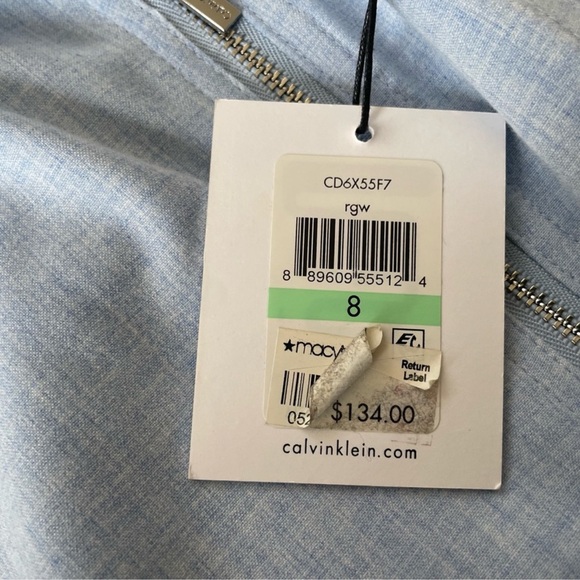 CD6X55F7
rgw
8 89609 55512 4
8
★macy
Return
Label
$134.00
calvinklein.com